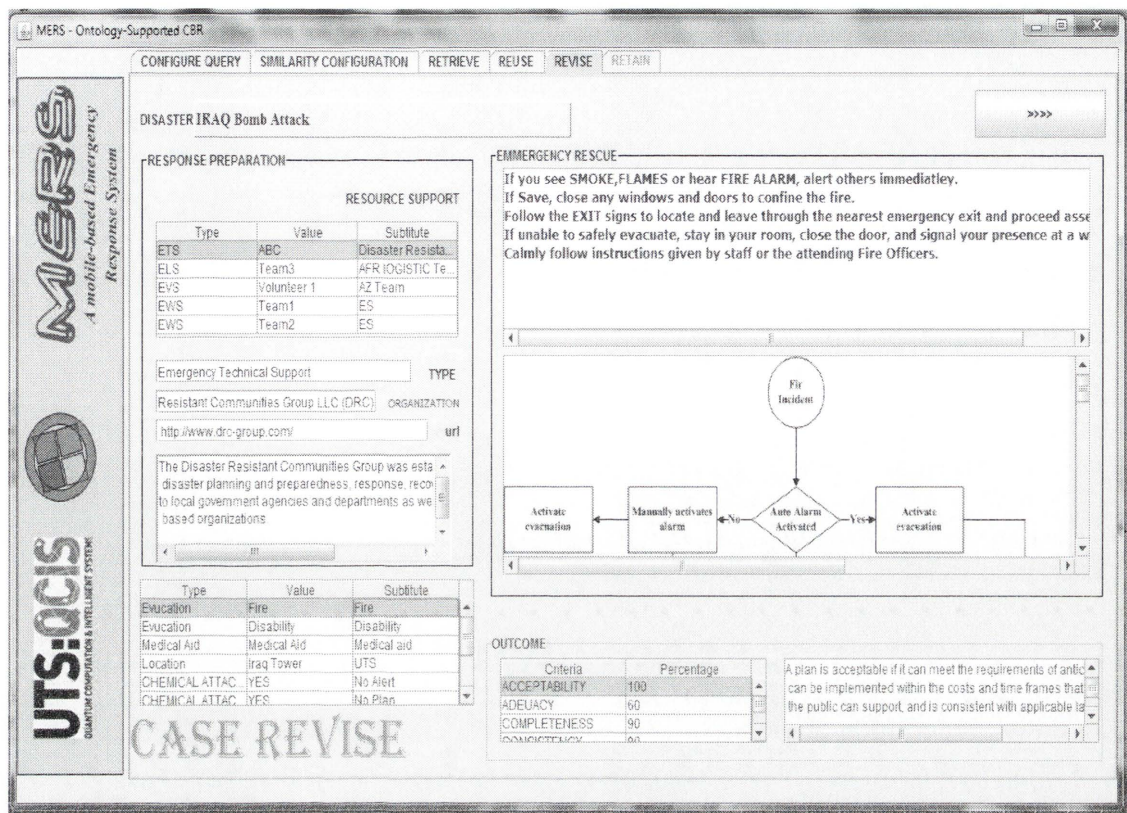 MERS - Ontology-Supported CBR
CONFIGURE QUERY SIMILARITY CONFIGURATION RETRIEVE REUSE REVISE RETAIN
MERS
A mobile-based Emergency
Response System
UTS:QCIS
QUANTUM COMPUTATION & INTELLIGENT SYSTEMS
DISASTER IRAQ Bomb Attack
>>>>
RESPONSE PREPARATION
RESOURCE SUPPORT
Type Value Subtitute
ETS ABC Disaster Resista...
ELS Team3 AFR lOGISTIC Te...
EVS Volunteer 1 AZ Team
EWS Team1 ES
EWS Team2 ES
Emergency Technical Support TYPE
Resistant Communities Group LLC (DRC) ORGANIZATION
http://www.drc-group.com/ url
The Disaster Resistant Communities Group was esta
disaster planning and preparedness, response, reco
to local government agencies and departments as we
based organizations
Type Value Subtitute
Evucation Fire Fire
Evucation Disability Disability
Medical Aid Medical Aid Medical aid
Location Iraq Tower UTS
CHEMICAL ATTAC... YES No Alert
CHEMICAL ATTAC... YES No Plan
CASE REVISE
EMMERGENCY RESCUE
If you see SMOKE,FLAMES or hear FIRE ALARM, alert others immediatley.
If Save, close any windows and doors to confine the fire.
Follow the EXIT signs to locate and leave through the nearest emergency exit and proceed asse
If unable to safely evacuate, stay in your room, close the door, and signal your presence at a w
Calmly follow instructions given by staff or the attending Fire Officers.
Fir
Incident
Activate
evacnation
Manually activates
alarm
No
Auto Alarm
Activated
Yes
Activate
evacuation
OUTCOME
Criteria Percentage
ACCEPTABILITY 100
ADEUACY 60
COMPLETENESS 90
CONSISTENCY 90
A plan is acceptable if it can meet the requirements of antic
can be implemented within the costs and time frames that
the public can support, and is consistent with applicable la